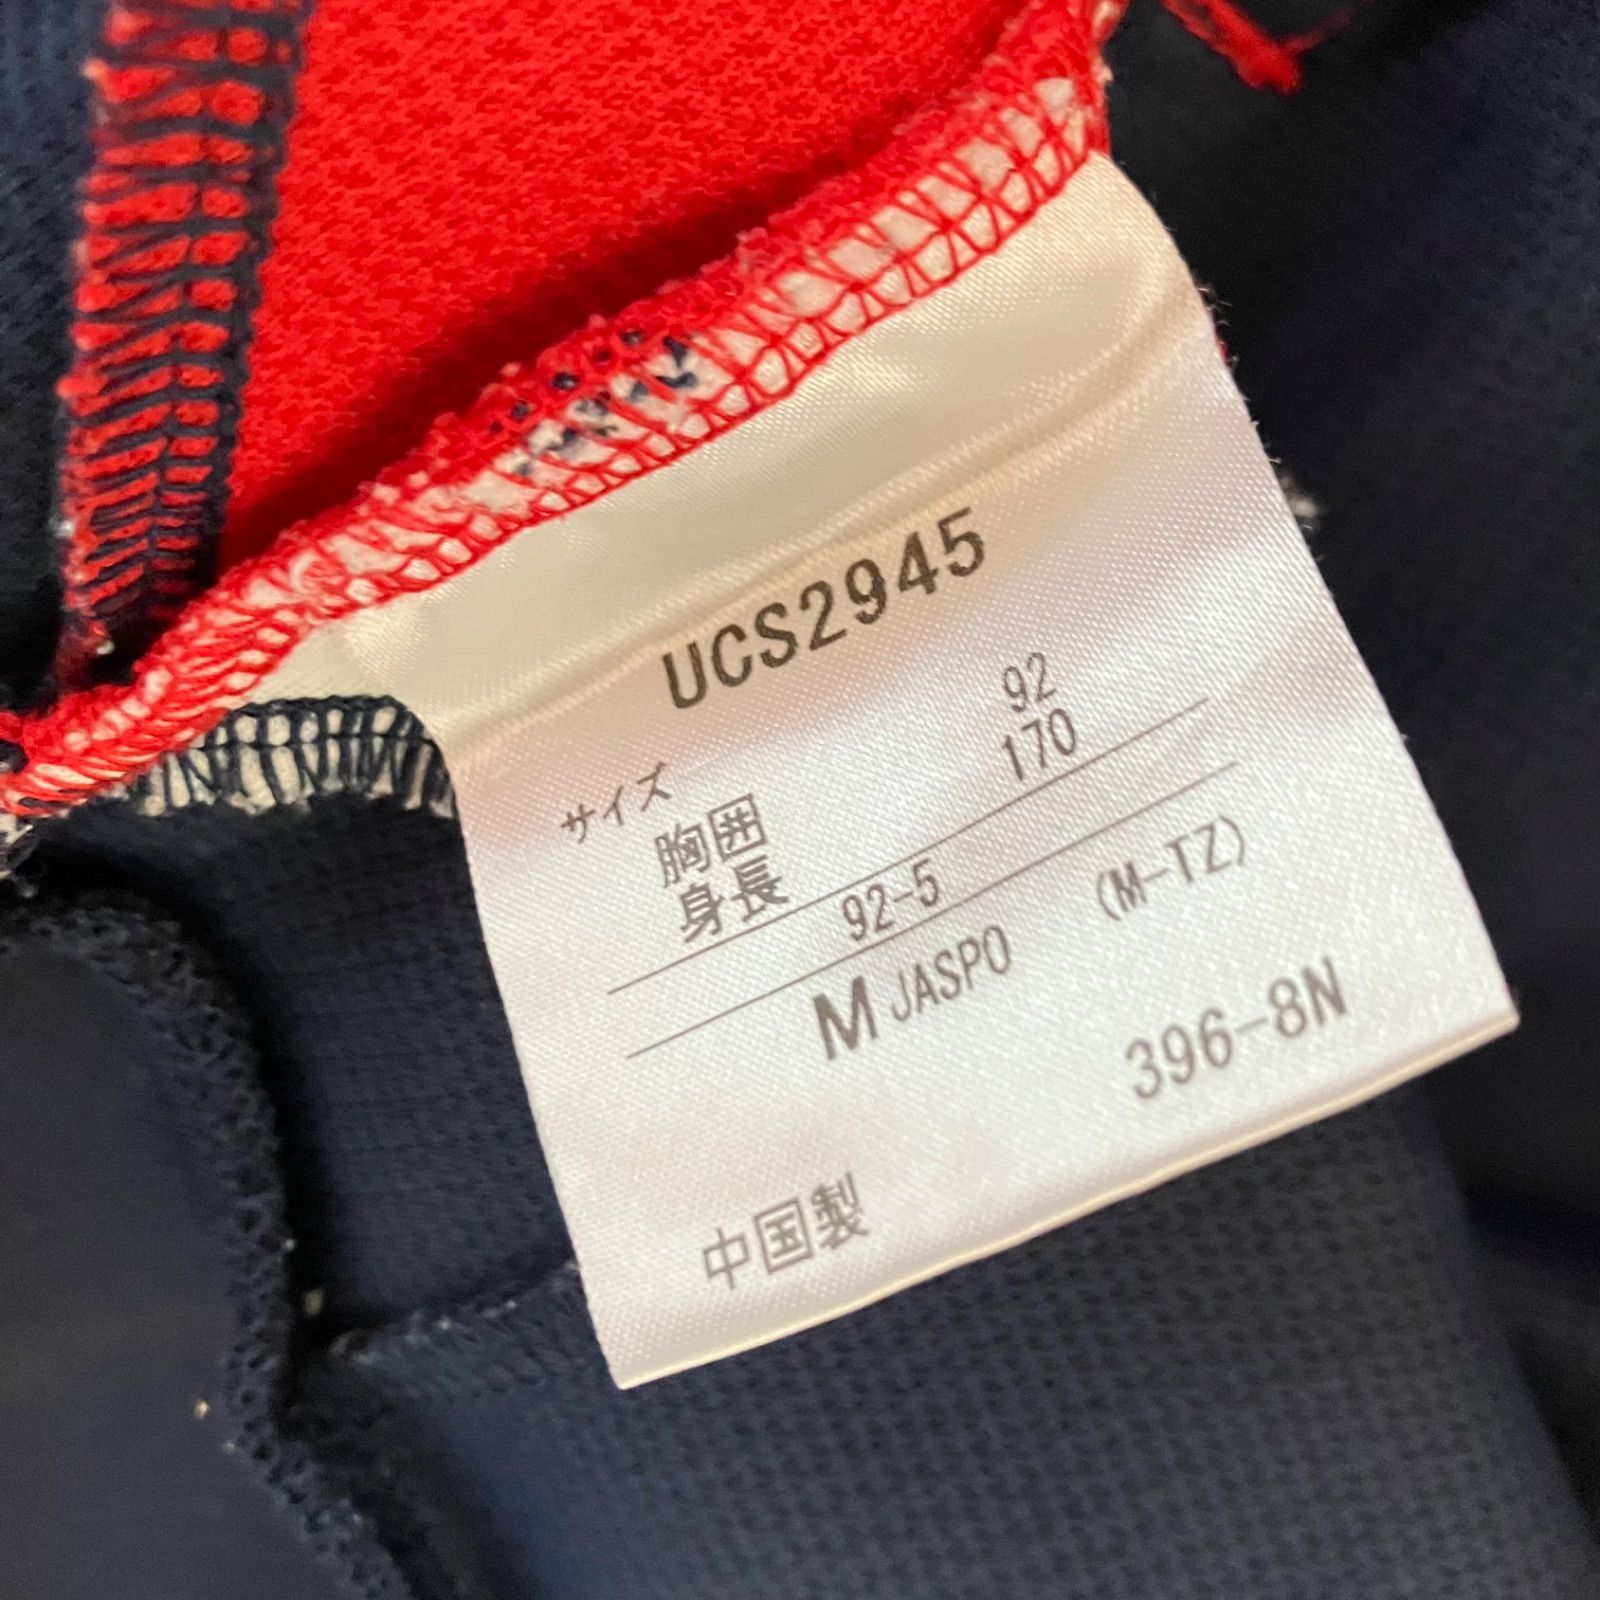 UCS2945
サイズ
胸囲 92
身長 170
92-5
M JASPO (M-TZ)
396-8N
中国製